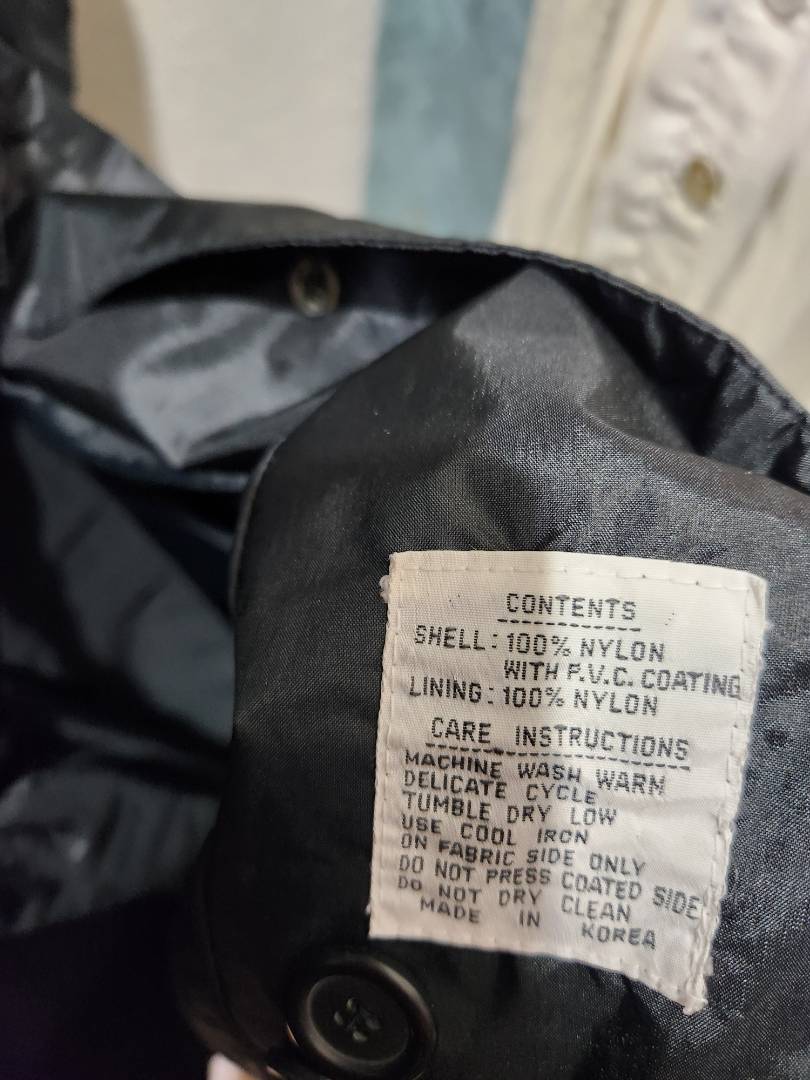 CONTENTS
SHELL: 100% NYLON
WITH P.V.C. COATING
LINING: 100% NYLON
CARE INSTRUCTIONS
MACHINE WASH WARM
DELICATE CYCLE
TUMBLE DRY LOW
USE COOL IRON
ON FABRIC SIDE ONLY
DO NOT PRESS COATED SIDE
DO NOT DRY CLEAN
MADE IN KOREA